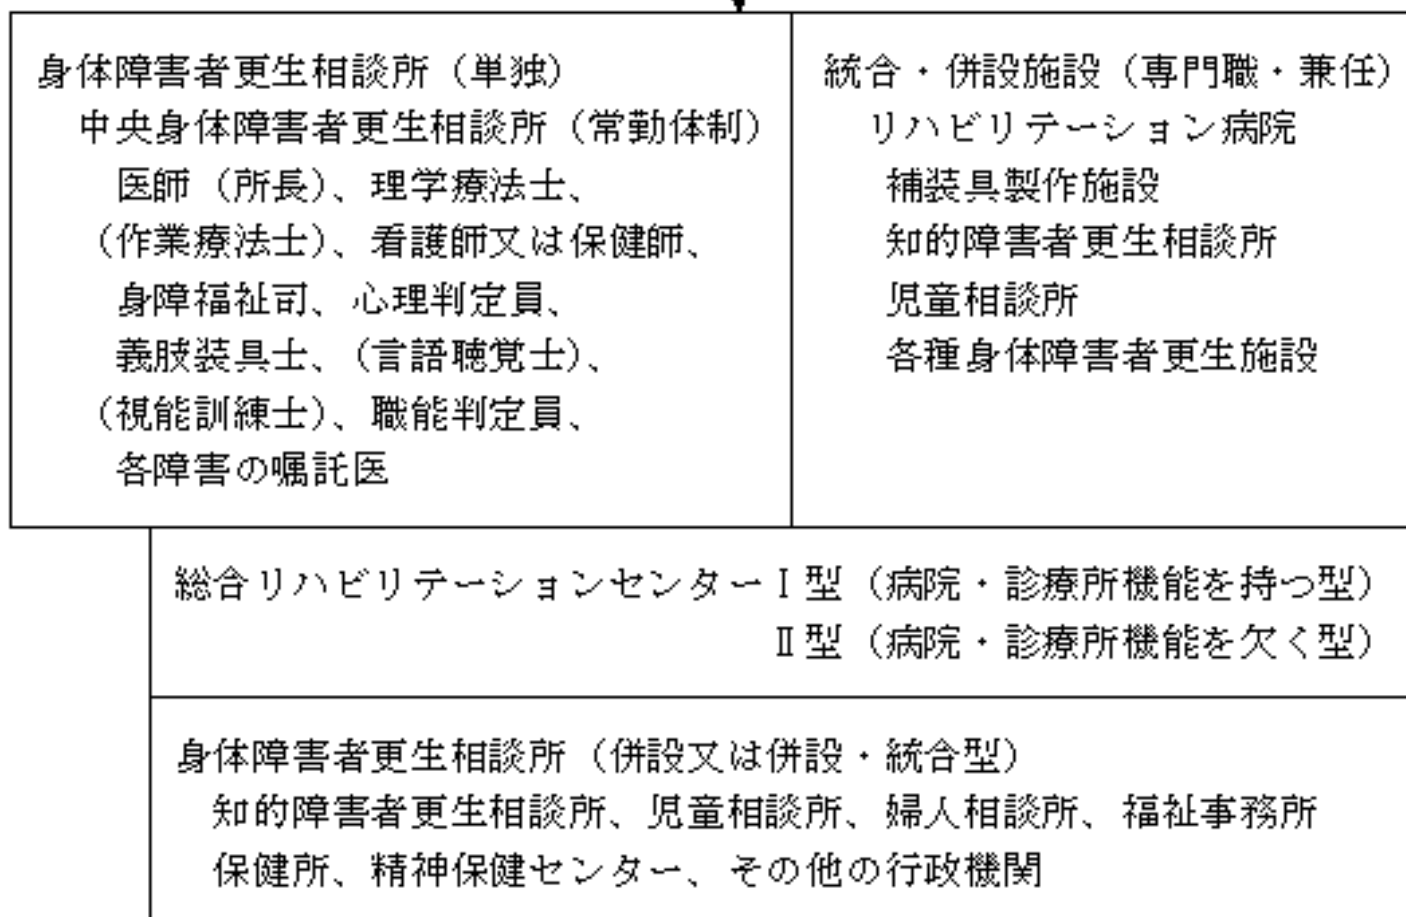 身体障害者更生相談所（単独）
中央身体障害者更生相談所（常勤体制）
医師（所長）、理学療法士、
（作業療法士）、看護師又は保健師、
身障福祉司、心理判定員、
義肢装具士、（言語聴覚士）、
（視能訓練士）、職能判定員、
各障害の嘱託医
統合・併設施設（専門職・兼任）
リハビリテーション病院
補装具製作施設
知的障害者更生相談所
児童相談所
各種身体障害者更生施設
総合リハビリテーションセンターⅠ型（病院・診療所機能を持つ型）
Ⅱ型（病院・診療所機能を欠く型）
身体障害者更生相談所（併設又は併設・統合型）
知的障害者更生相談所、児童相談所、婦人相談所、福祉事務所
保健所、精神保健センター、その他の行政機関